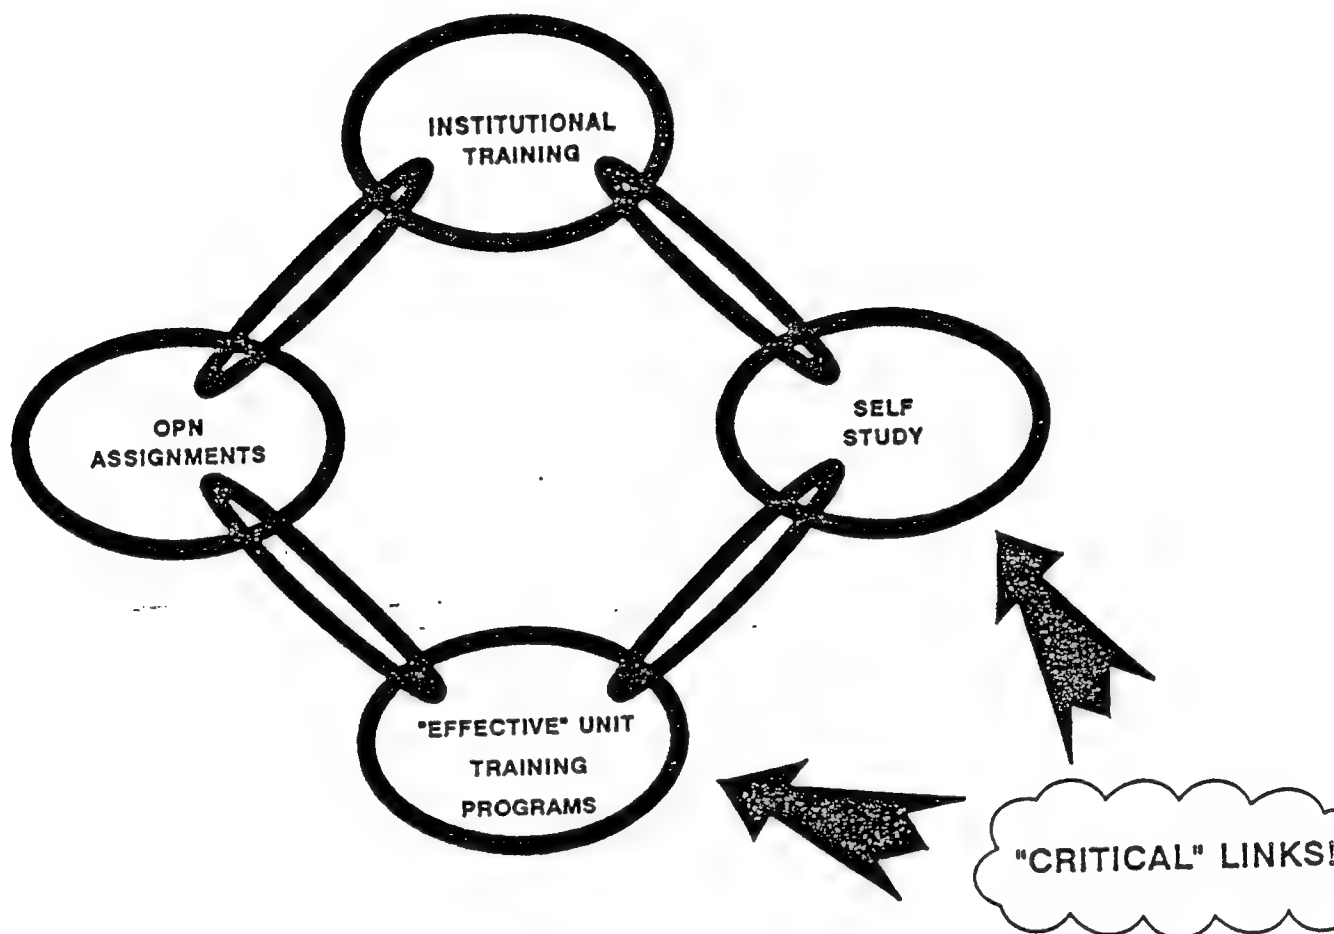 INSTITUTIONAL
TRAINING
OPN
ASSIGNMENTS
SELF
STUDY
"EFFECTIVE" UNIT
TRAINING
PROGRAMS
"CRITICAL" LINKS!